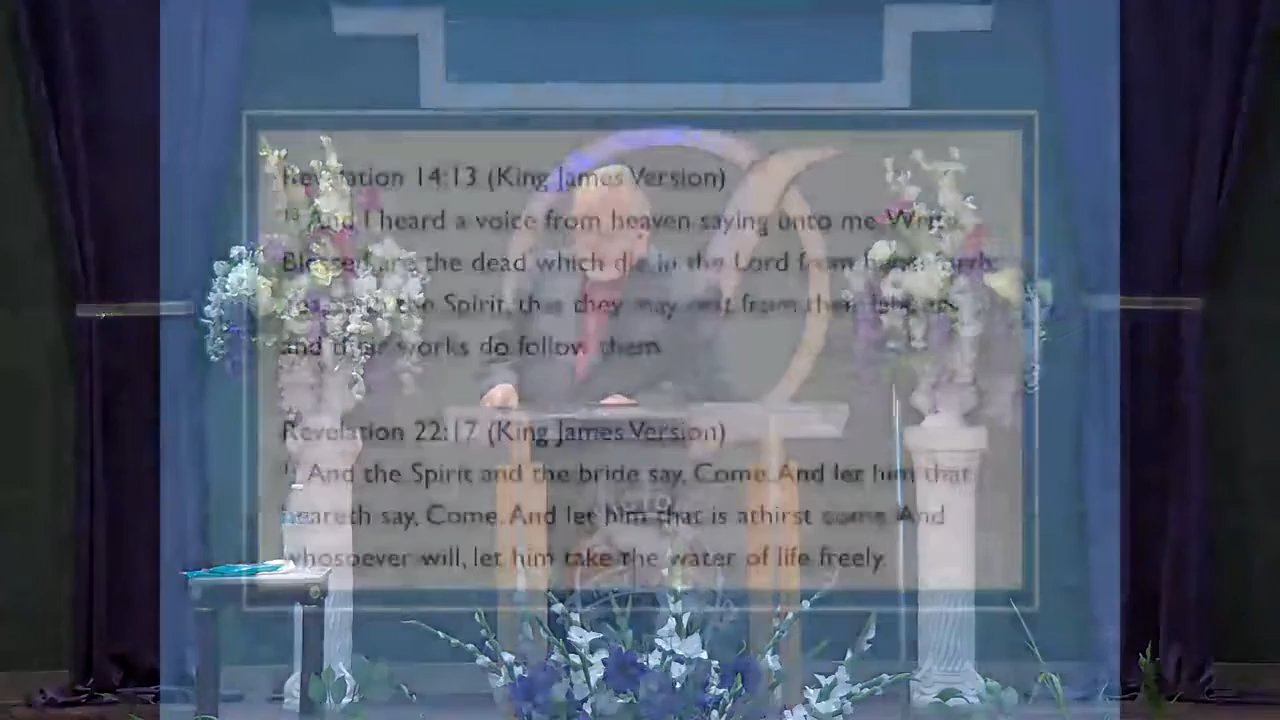 Revelation 14:13 (King James Version)
13 And I heard a voice from heaven saying unto me Write,
Blessed are the dead which die in the Lord from henceforth:
Yea, saith the Spirit, that they may rest from their labours
and their works do follow them
Revelation 22:17 (King James Version)
17 And the Spirit and the bride say, Come. And let him that
heareth say, Come. And let him that is athirst come. And
whosoever will, let him take the water of life freely.